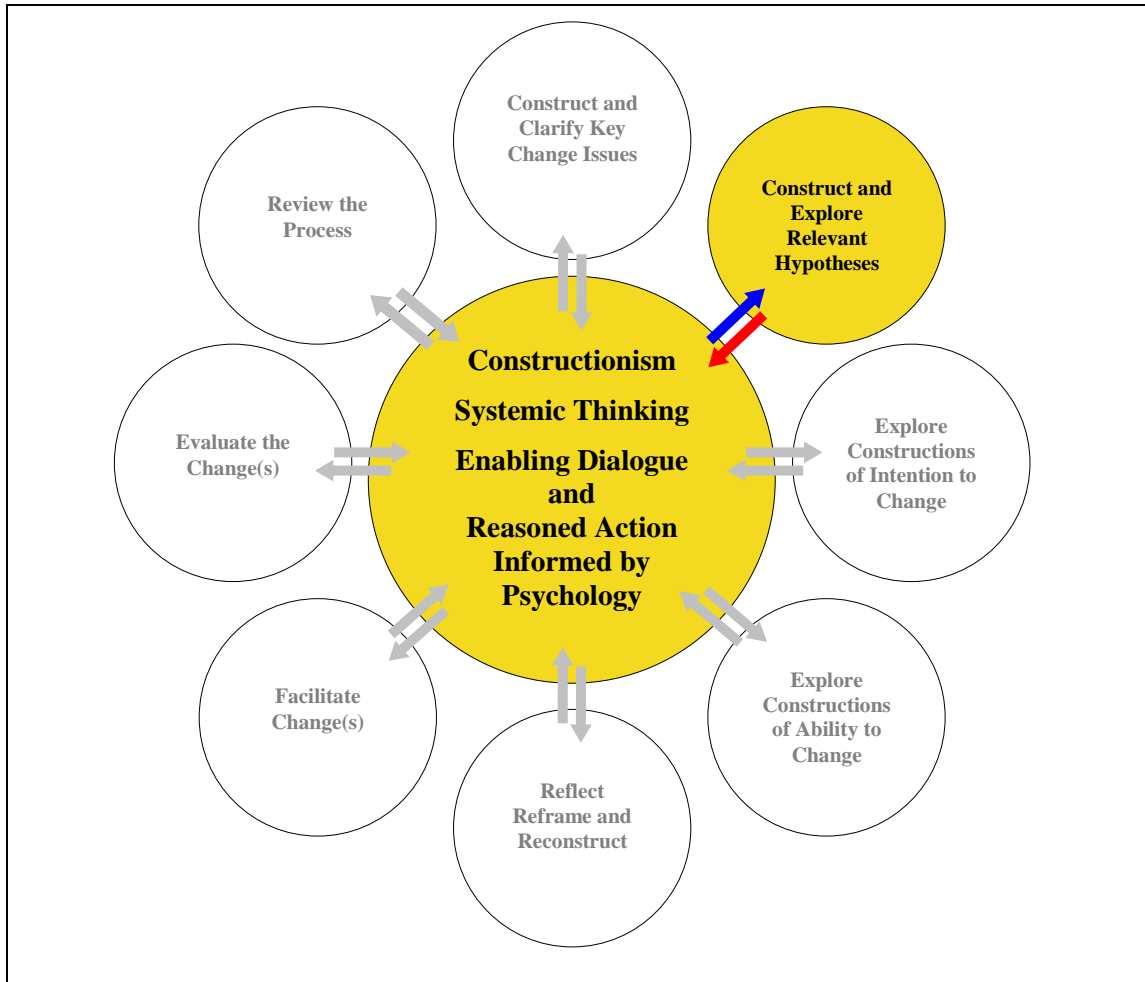 Construct and
Clarify Key
Change Issues
Construct and
Explore
Relevant
Hypotheses
Explore
Constructions
of Intention to
Change
Explore
Constructions
of Ability to
Change
Reflect
Reframe and
Reconstruct
Facilitate
Change(s)
Evaluate the
Change(s)
Review the
Process
Constructionism
Systemic Thinking
Enabling Dialogue
and
Reasoned Action
Informed by
Psychology